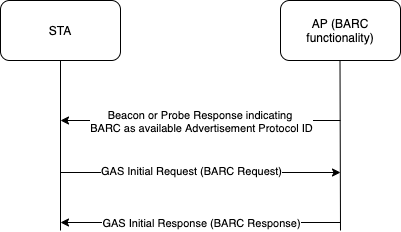 STA
AP (BARC
functionality)
Beacon or Probe Response indicating
BARC as available Advertisement Protocol ID
GAS Initial Request (BARC Request)
GAS Initial Response (BARC Response)